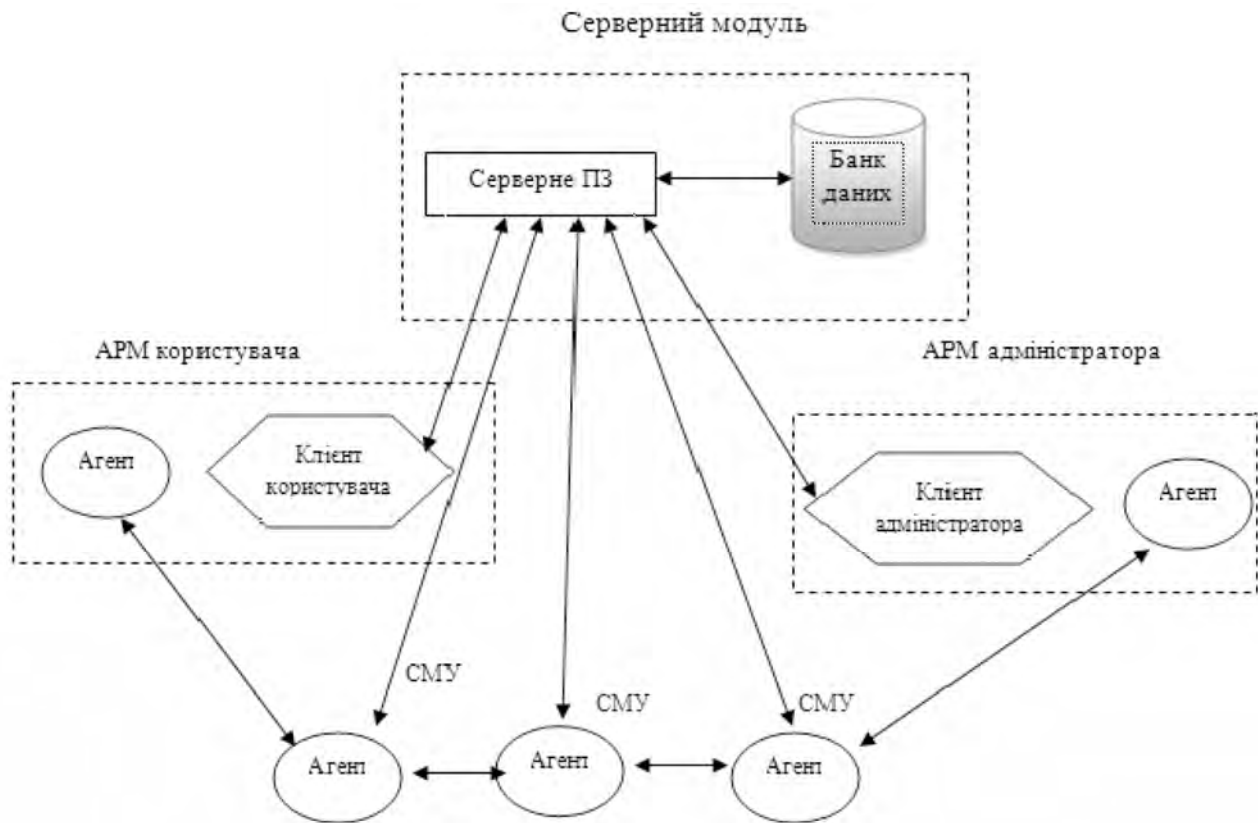 Серверний модуль
Серверне ПЗ
Банк
даних
АРМ користувача
АРМ адміністратора
Агент
Клієнт
користувача
Клієнт
адміністратора
Агент
СМУ
СМУ
СМУ
Агент
Агент
Агент